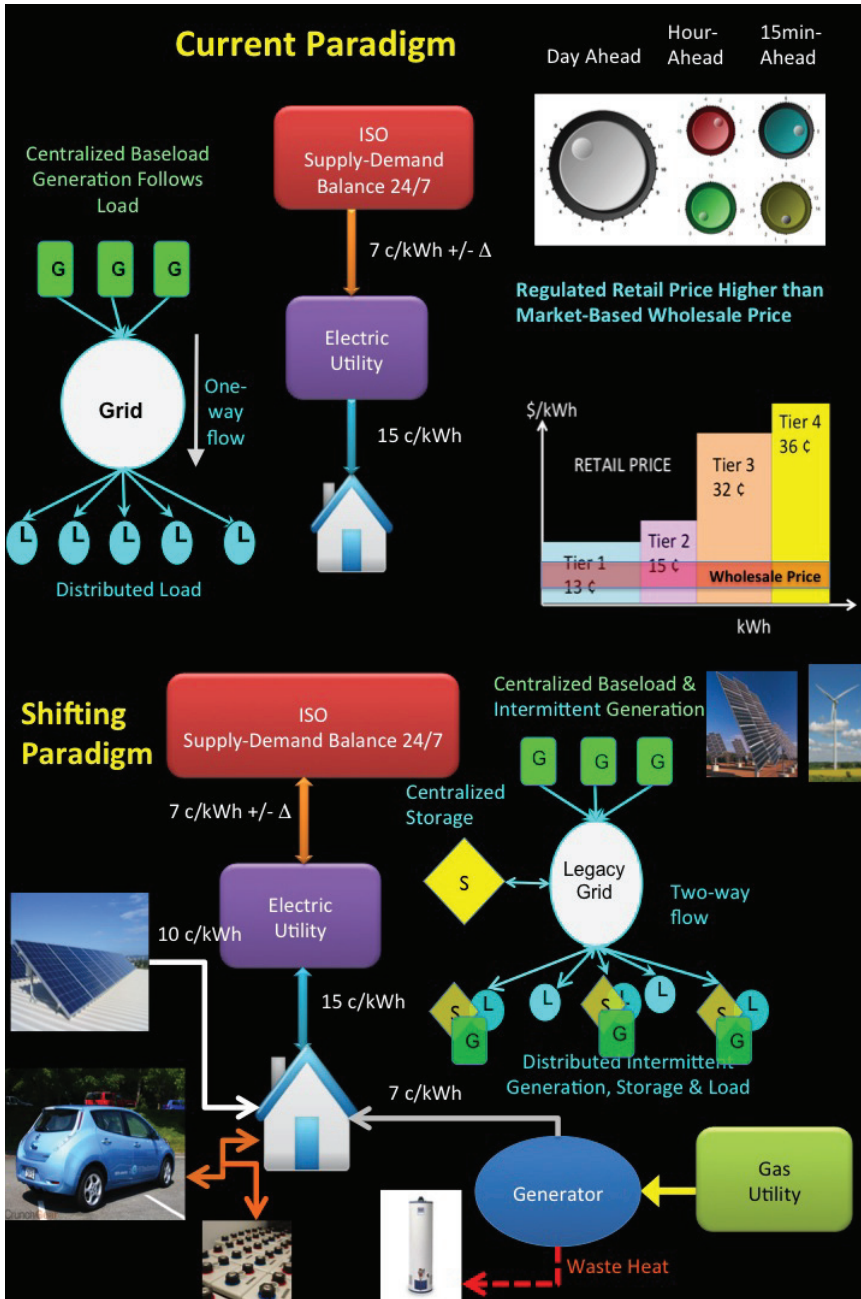 Current Paradigm
Day Ahead
Hour-
Ahead
15min-
Ahead
ISO
Supply-Demand
Balance 24/7
Centralized Baseload
Generation Follows
Load
G
G
G
7 c/kWh +/- Δ
Regulated Retail Price Higher than
Market-Based Wholesale Price
Electric
Utility
Grid
One-
way
flow
15 c/kWh
L
L
L
L
L
Distributed Load
$/kWh
RETAIL PRICE
Tier 1
13 ¢
Tier 2
15 ¢
Tier 3
32 ¢
Tier 4
36 ¢
Wholesale Price
kWh
Shifting
Paradigm
ISO
Supply-Demand Balance 24/7
7 c/kWh +/- Δ
Electric
Utility
10 c/kWh
15 c/kWh
7 c/kWh
Centralized Baseload &
Intermittent Generation
G
G
G
Centralized
Storage
S
Legacy
Grid
Two-way
flow
S
L
G
L
S
L
G
L
S
L
G
Distributed Intermittent
Generation, Storage & Load
Generator
Gas
Utility
Waste Heat